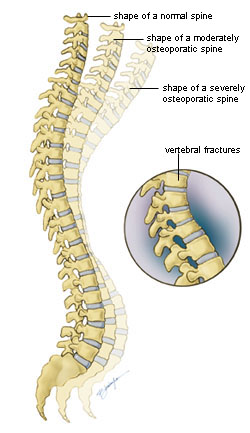 shape of a normal spine
shape of a moderately
osteoporatic spine
shape of a severely
osteoporatic spine
vertebral fractures